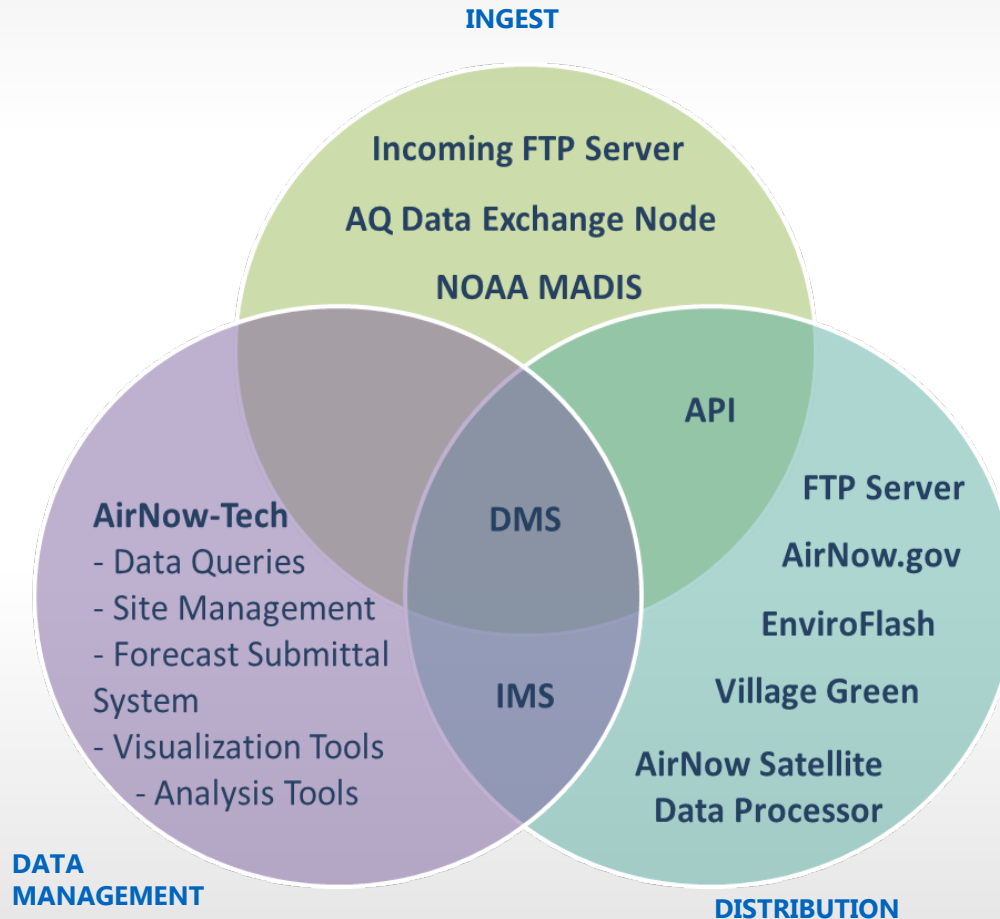 INGEST
Incoming FTP Server
AQ Data Exchange Node
NOAA MADIS
API
DMS
IMS
AirNow-Tech
- Data Queries
- Site Management
- Forecast Submittal
System
- Visualization Tools
- Analysis Tools
FTP Server
AirNow.gov
EnviroFlash
Village Green
AirNow Satellite
Data Processor
DATA
MANAGEMENT
DISTRIBUTION